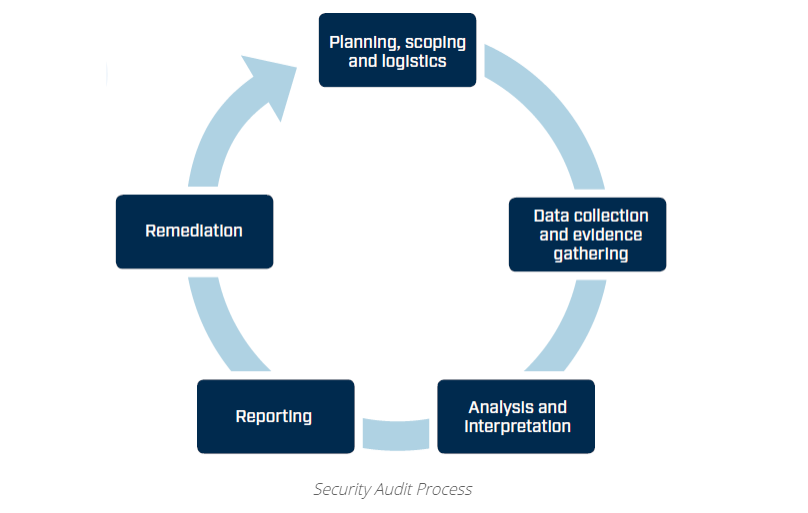 Planning, scoping
and logistics
Data collection
and evidence
gathering
Analysis and
interpretation
Reporting
Remediation
Security Audit Process